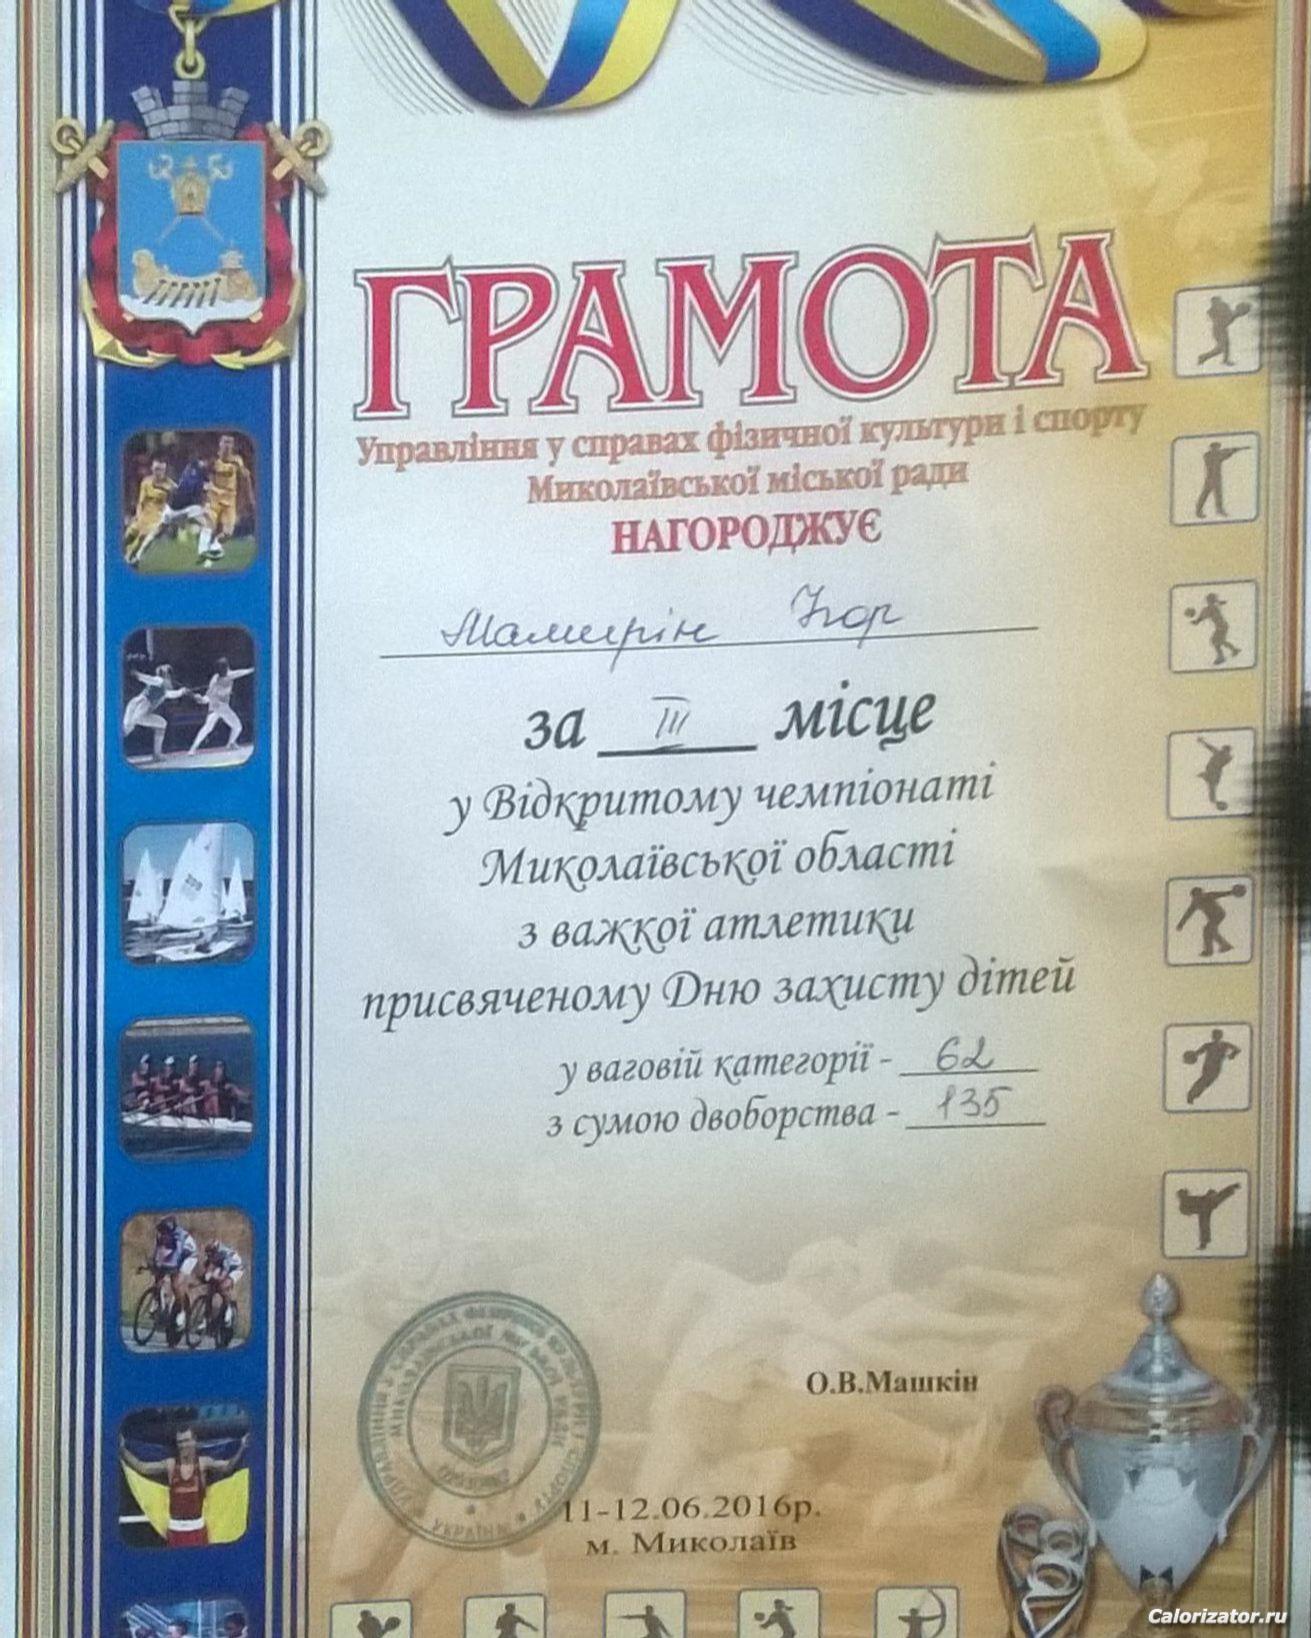 ГРАМОТА
Управління у справах фізичної культури і спорту
Миколаївської міської ради
НАГОРОДЖУЄ
Мамирін Ігор
за III місце
у Відкритому чемпіонаті
Миколаївської області
з важкої атлетики
присвяченому Дню захисту дітей
у ваговій категорії - 62
з сумою двоборства - 135
О.В.Машкін
УКРАЇНА
11-12.06.2016р.
м. Миколаїв
Calorizator.ru